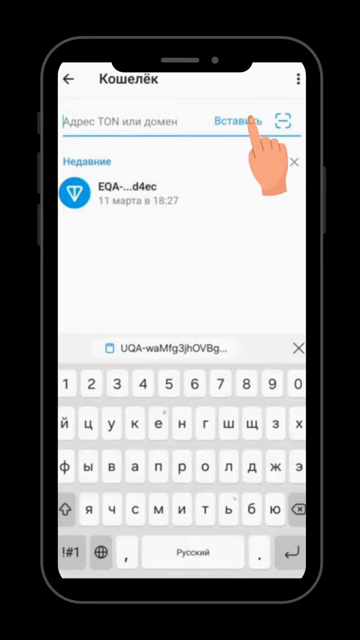 Кошелёк
Адрес TON или домен Вставить
Недавние
EQA-...d4ec
11 марта в 18:27
UQA-waMfg3jhOVBg...
1 2 3 4 5 6 7 8 9 0
й ц у к е н г ш щ з х
ф ы в а п р о л д ж э
я ч с м и т ь б ю
!#1 , Русский .